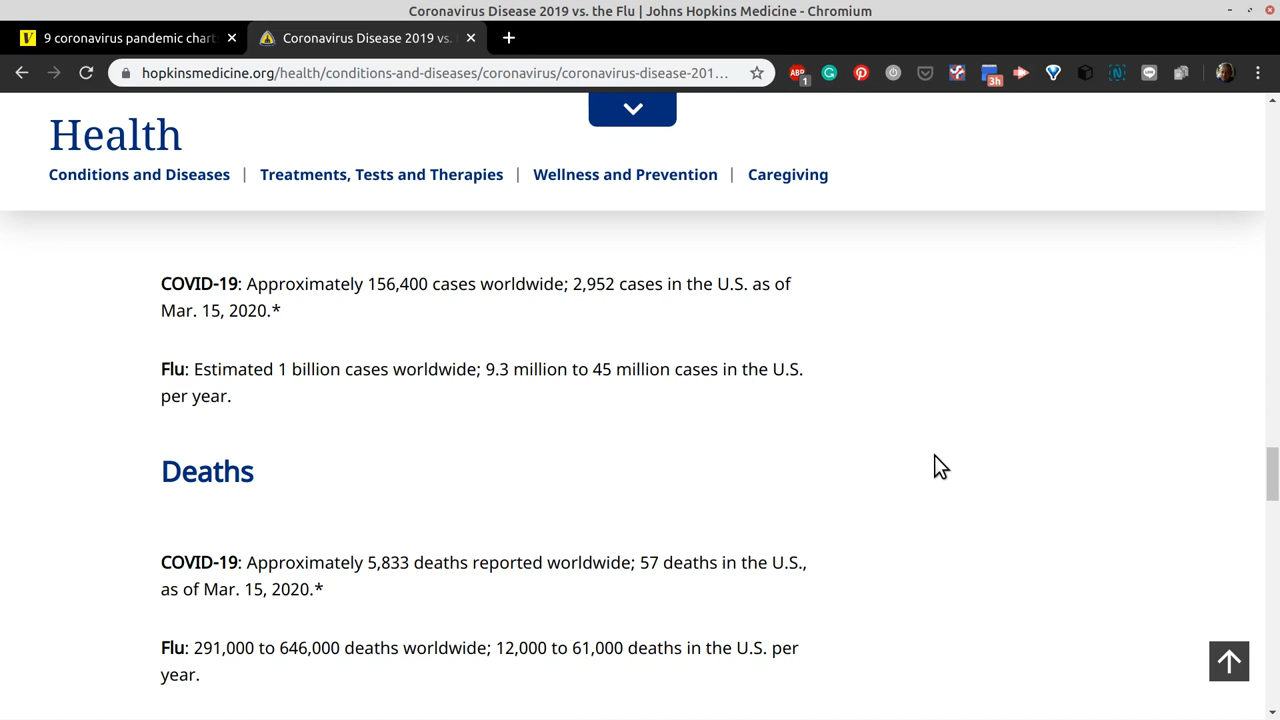 Coronavirus Disease 2019 vs. the Flu | Johns Hopkins Medicine - Chromium
9 coronavirus pandemic chart
Coronavirus Disease 2019 vs.
hopkinsmedicine.org/health/conditions-and-diseases/coronavirus/coronavirus-disease-201...
ABP
1
3h
Health
Conditions and Diseases | Treatments, Tests and Therapies | Wellness and Prevention | Caregiving
COVID-19: Approximately 156,400 cases worldwide; 2,952 cases in the U.S. as of
Mar. 15, 2020.*
Flu: Estimated 1 billion cases worldwide; 9.3 million to 45 million cases in the U.S.
per year.
Deaths
COVID-19: Approximately 5,833 deaths reported worldwide; 57 deaths in the U.S.,
as of Mar. 15, 2020.*
Flu: 291,000 to 646,000 deaths worldwide; 12,000 to 61,000 deaths in the U.S. per
year.